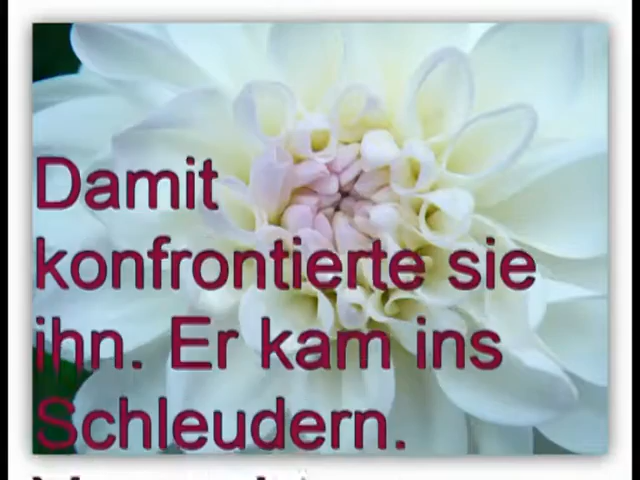 Damit
konfrontierte sie
ihn. Er kam ins
Schleudern.